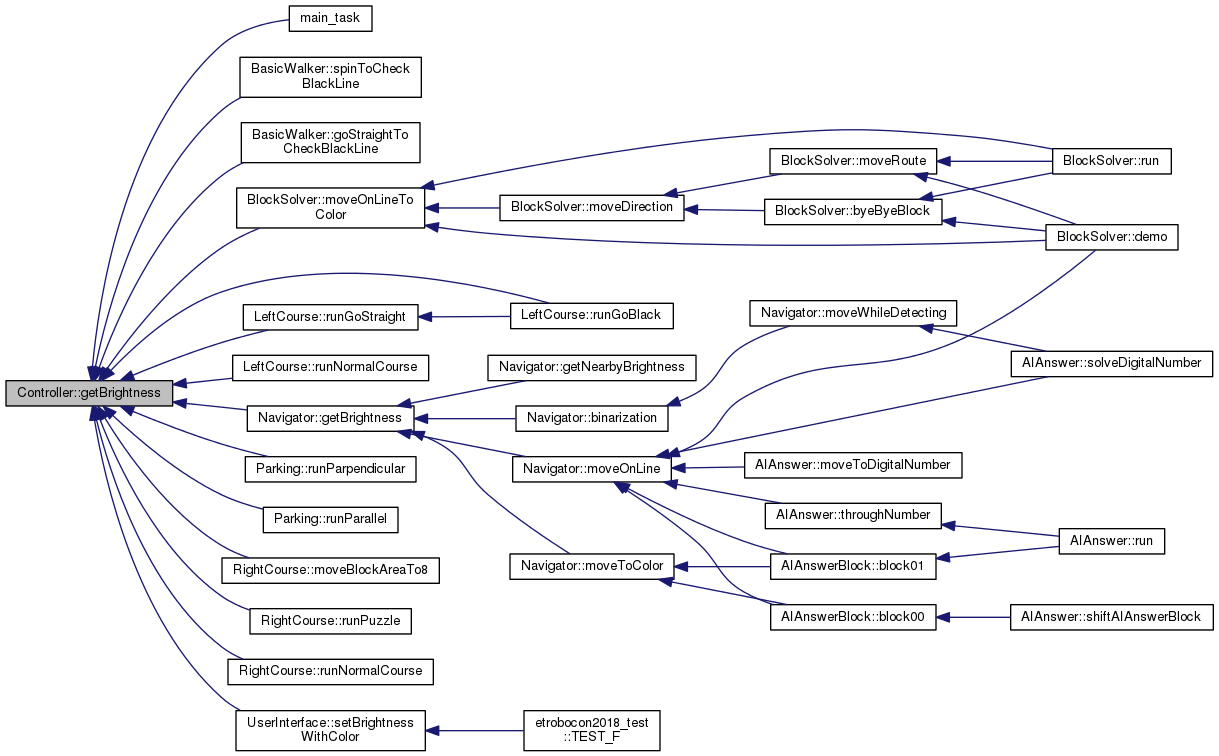 main_task
BasicWalker::spinToCheck
BlackLine
BasicWalker::goStraightTo
CheckBlackLine
BlockSolver::moveOnLineTo
Color
BlockSolver::moveDirection
BlockSolver::moveRoute
BlockSolver::byeByeBlock
BlockSolver::run
BlockSolver::demo
LeftCourse::runGoStraight
LeftCourse::runGoBlack
LeftCourse::runNormalCourse
Controller::getBrightness
Navigator::getBrightness
Navigator::getNearbyBrightness
Navigator::binarization
Navigator::moveOnLine
Navigator::moveToColor
Navigator::moveWhileDetecting
AIAnswer::solveDigitalNumber
AIAnswer::moveToDigitalNumber
AIAnswer::throughNumber
AIAnswer::run
AIAnswerBlock::block01
AIAnswerBlock::block00
AIAnswer::shiftAIAnswerBlock
Parking::runParpendicular
Parking::runParallel
RightCourse::moveBlockAreaTo8
RightCourse::runPuzzle
RightCourse::runNormalCourse
UserInterface::setBrightness
WithColor
etrobocon2018_test
::TEST_F